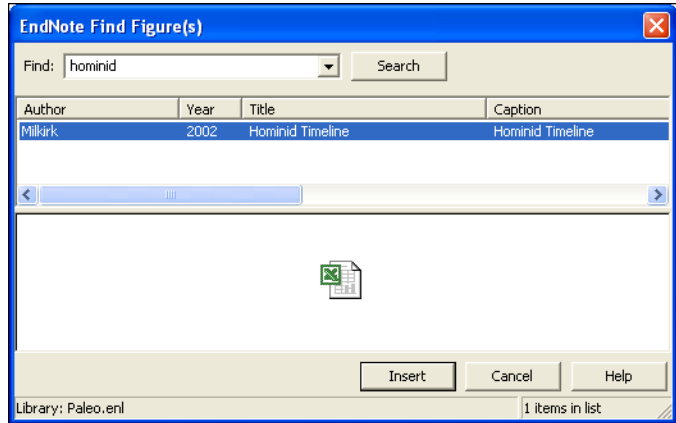 EndNote Find Figure(s)
Find: hominid Search
Author Year Title Caption
Milkirk 2002 Hominid Timeline Hominid Timeline
Insert Cancel Help
Library: Paleo.enl 1 items in list